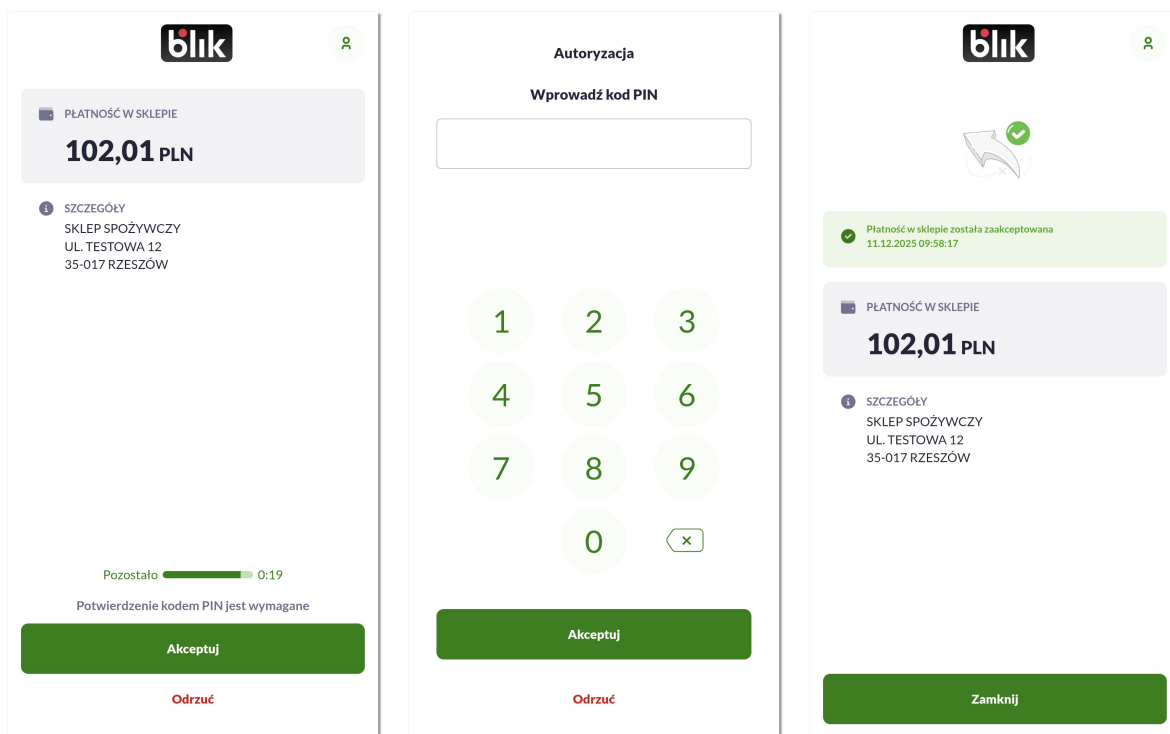 blik
PŁATNOŚĆ W SKLEPIE
102,01 PLN
SZCZEGÓŁY
SKLEP SPOŻYWCZY
UL. TESTOWA 12
35-017 RZESZÓW
Pozostało 0:19
Potwierdzenie kodem PIN jest wymagane
Akceptuj
Odrzuć
Autoryzacja
Wprowadź kod PIN
1 2 3
4 5 6
7 8 9
0
Akceptuj
Odrzuć
blik
Płatność w sklepie została zaakceptowana
11.12.2025 09:58:17
PŁATNOŚĆ W SKLEPIE
102,01 PLN
SZCZEGÓŁY
SKLEP SPOŻYWCZY
UL. TESTOWA 12
35-017 RZESZÓW
Zamknij